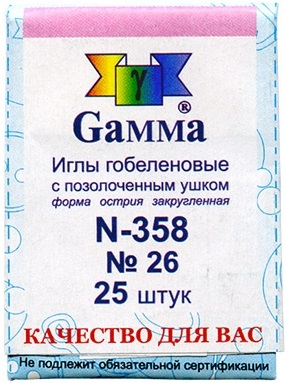 γ
Gамма ®
Иглы гобеленовые
с позолоченным ушком
форма острия закругленная
N-358
№ 26
25 штук
КАЧЕСТВО ДЛЯ ВАС
Не подлежит обязательной сертификации